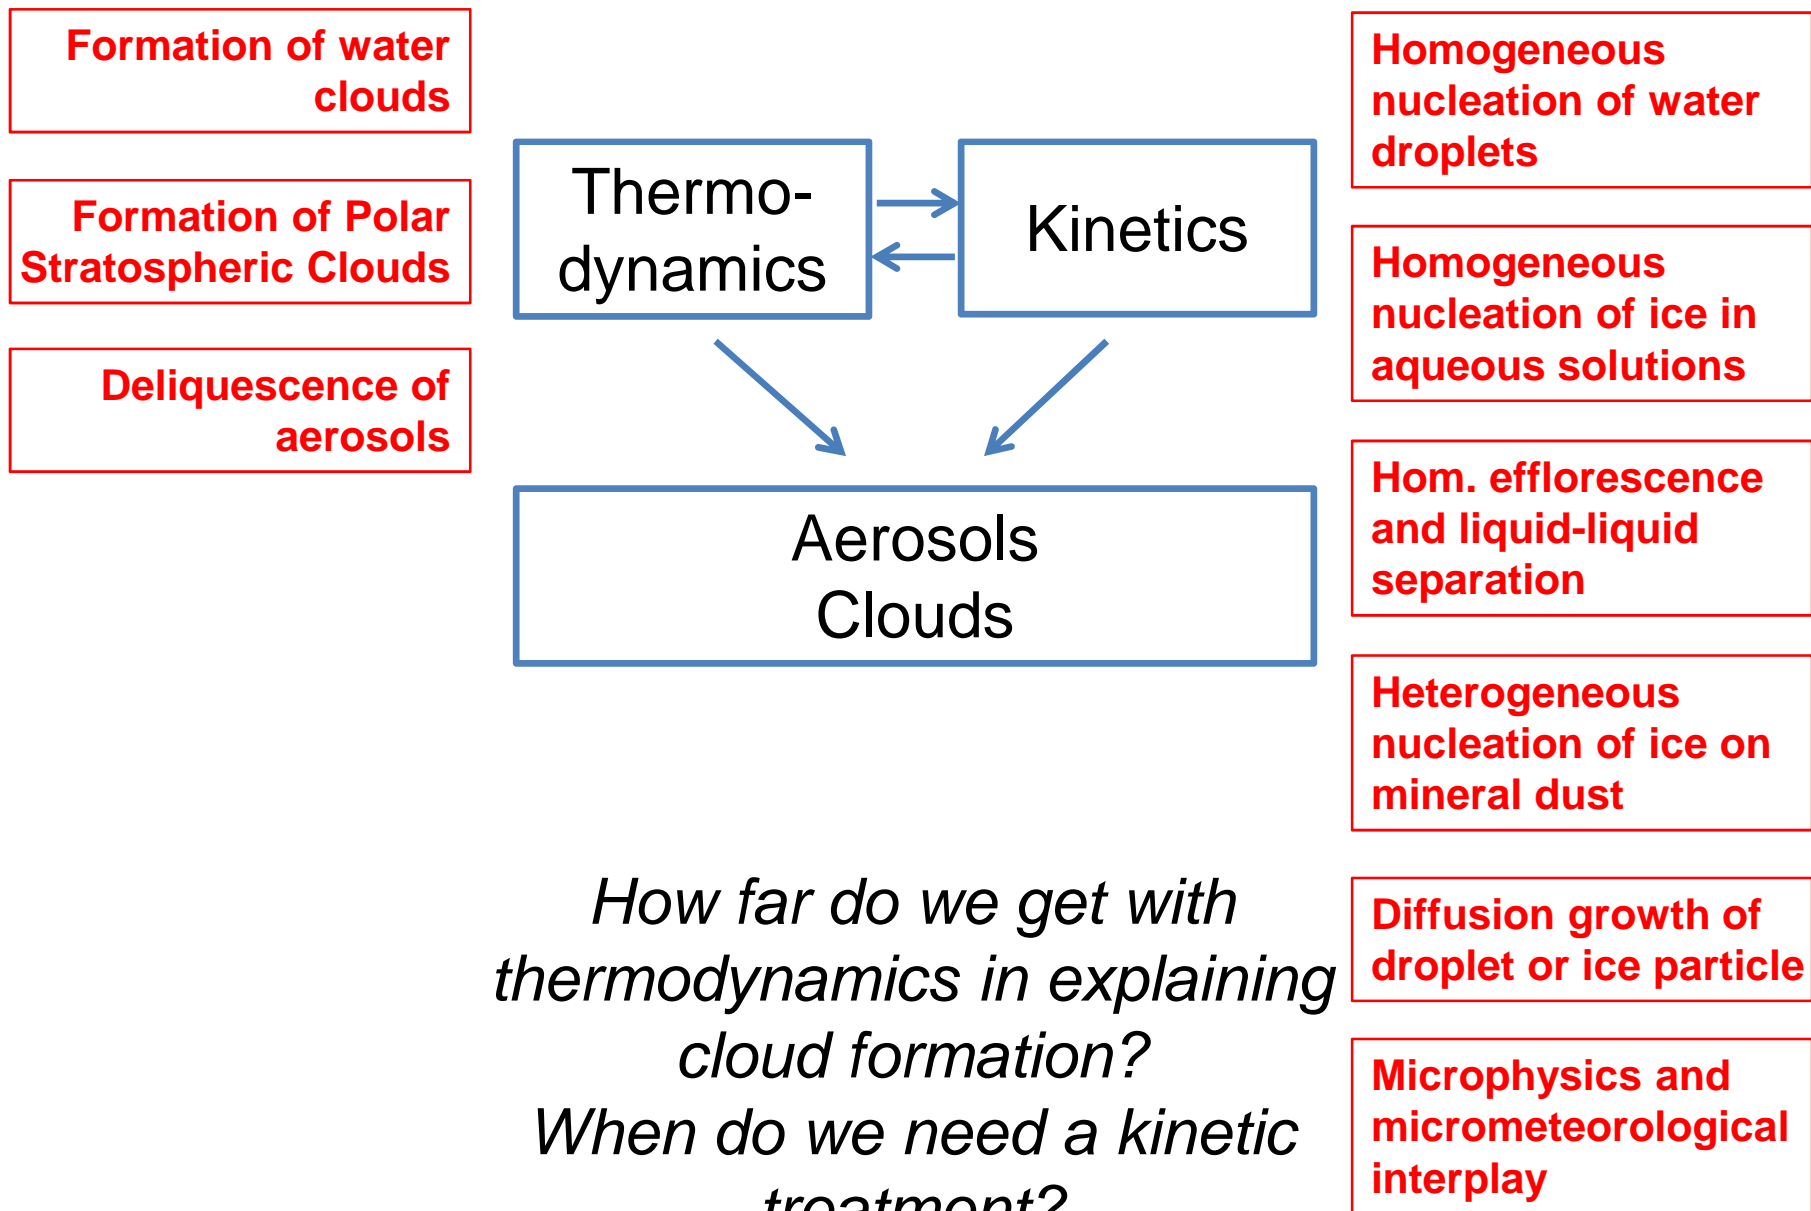 Formation of water
clouds
Formation of Polar
Stratospheric Clouds
Deliquescence of
aerosols
Thermo-
dynamics
Kinetics
Aerosols
Clouds
How far do we get with
thermodynamics in explaining
cloud formation?
When do we need a kinetic
treatment?
Homogeneous
nucleation of water
droplets
Homogeneous
nucleation of ice in
aqueous solutions
Hom. efflorescence
and liquid-liquid
separation
Heterogeneous
nucleation of ice on
mineral dust
Diffusion growth of
droplet or ice particle
Microphysics and
micrometeorological
interplay